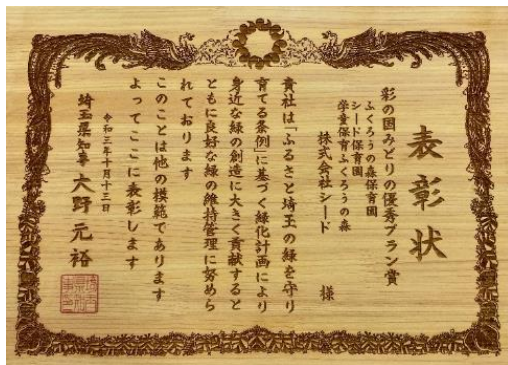 表彰状
彩の国みどりの優秀プラン賞
ふくろうの森保育園
シード保育園
学童保育ふくろうの森
株式会社シード
様
貴社は「ふるさと埼玉の緑を守り
育てる条例」に基づく緑化計画により
身近な緑の創造に大きく貢献すると
ともに良好な緑の維持管理に努めら
れております
このことは他の模範であります
よってここに表彰します
令和三年十月十三日
埼玉県知事 大野元裕